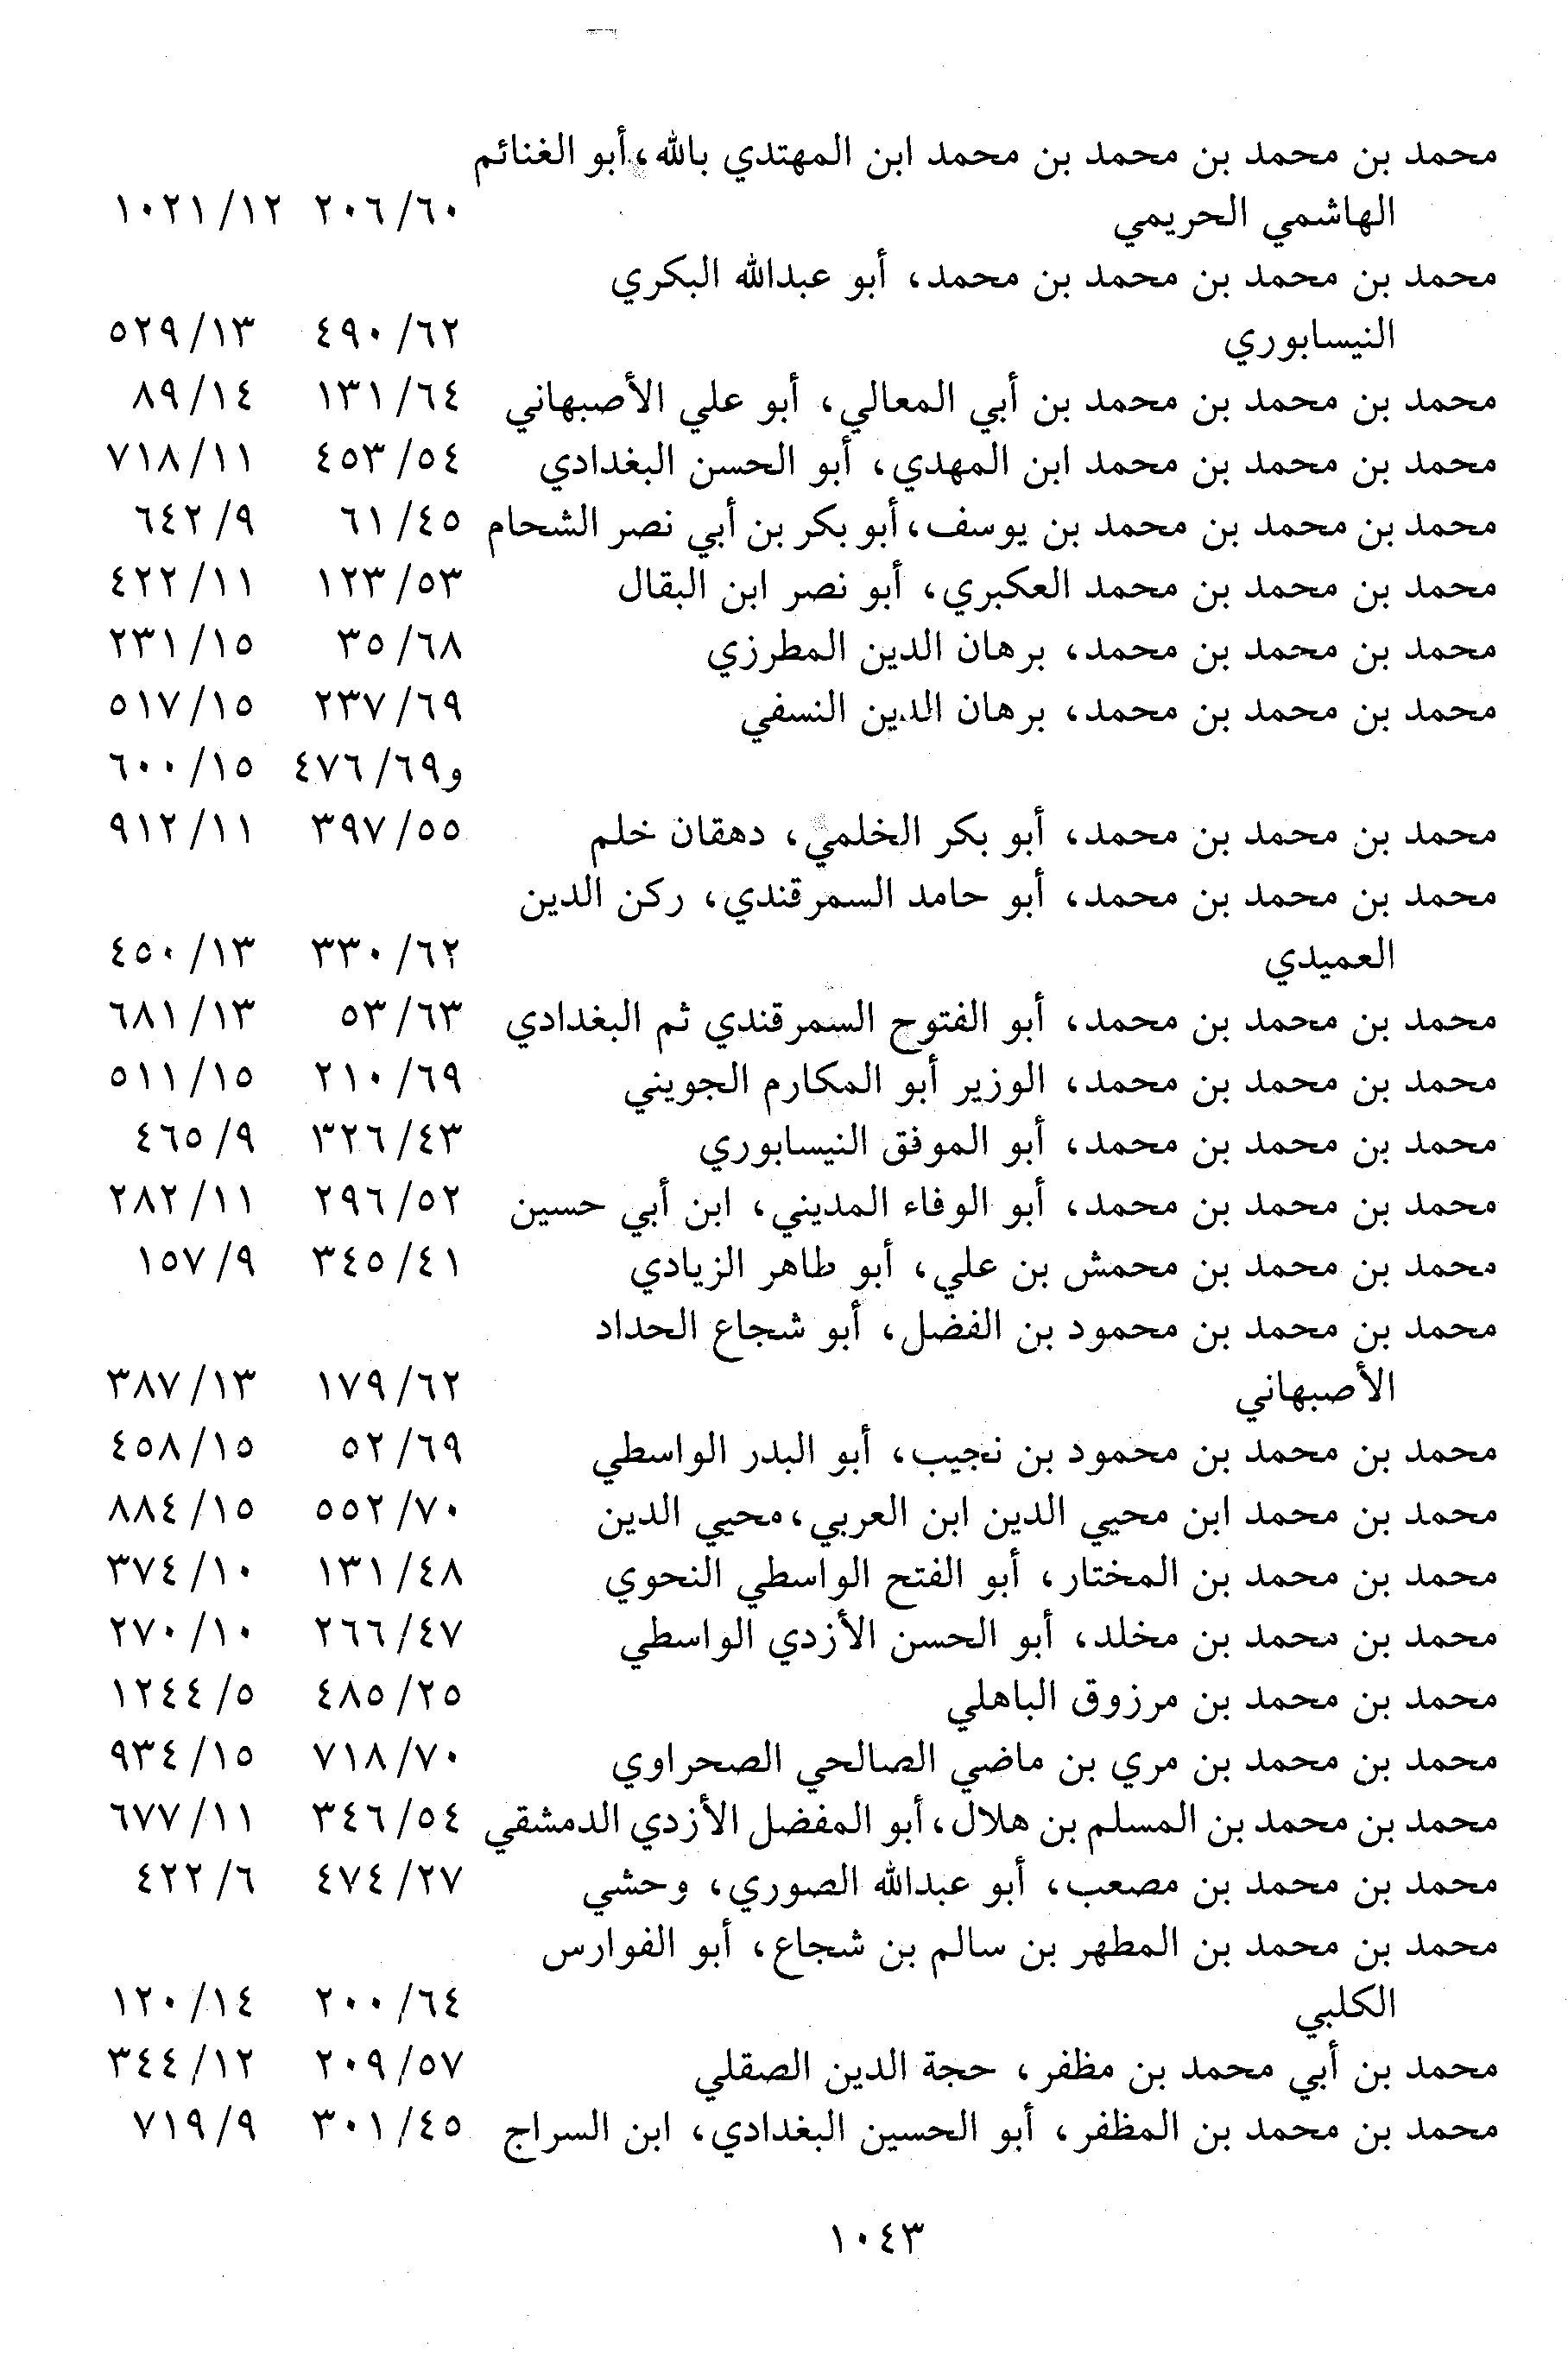 محمد بن محمد بن محمد بن محمد ابن المهتدي بالله، أبو الغنائم
الهاشمي الحريمي ٦٠/ ٢٠٦ ١٢/ ١٠٢١
محمد بن محمد بن محمد بن محمد، أبو عبدالله البكري
النيسابوري ٦٢/ ٤٩٠ ١٣/ ٥٢٩
محمد بن محمد بن محمد بن أبي المعالي، أبو علي الأصبهاني ٦٤/ ١٣١ ١٤/ ٨٩
محمد بن محمد بن محمد ابن المهدي، أبو الحسن البغدادي ٥٤/ ٤٥٣ ١١/ ٧١٨
محمد بن محمد بن محمد بن يوسف، أبو بكر بن أبي نصر الشحام ٤٥/ ٦١ ٩/ ٦٤٢
محمد بن محمد بن محمد العكبري، أبو نصر ابن البقال ٥٣/ ١٢٣ ١١/ ٤٢٢
محمد بن محمد بن محمد، برهان الدين المطرزي ٦٨/ ٣٥ ١٥/ ٢٣١
محمد بن محمد بن محمد، برهان الدين النسفي ٦٩/ ٢٣٧ ١٥/ ٥١٧
و٦٩/ ٤٧٦ ١٥/ ٦٠٠
محمد بن محمد بن محمد، أبو بكر الخلمي، دهقان خلم ٥٥/ ٣٩٧ ١١/ ٩١٢
محمد بن محمد بن محمد، أبو حامد السمرقندي، ركن الدين
العميدي ٦٢/ ٣٣٠ ١٣/ ٤٥٠
محمد بن محمد بن محمد، أبو الفتوح السمرقندي ثم البغدادي ٦٣/ ٥٣ ١٣/ ٦٨١
محمد بن محمد بن محمد، الوزير أبو المكارم الجويني ٦٩/ ٢١٠ ١٥/ ٥١١
محمد بن محمد بن محمد، أبو الموفق النيسابوري ٤٣/ ٣٢٦ ٩/ ٤٦٥
محمد بن محمد بن محمد، أبو الوفاء المديني، ابن أبي حسين ٥٢/ ٢٩٦ ١١/ ٢٨٢
محمد بن محمد بن محمش بن علي، أبو طاهر الزيادي ٤١/ ٣٤٥ ٩/ ١٥٧
محمد بن محمد بن محمود بن الفضل، أبو شجاع الحداد
الأصبهاني ٦٢/ ١٧٩ ١٣/ ٣٨٧
محمد بن محمد بن محمود بن نجيب، أبو البدر الواسطي ٦٩/ ٥٢ ١٥/ ٤٥٨
محمد بن محمد ابن محيي الدين ابن العربي، محيي الدين ٧٠/ ٥٥٢ ١٥/ ٨٨٤
محمد بن محمد بن المختار، أبو الفتح الواسطي النحوي ٤٨/ ١٣١ ١٠/ ٣٧٤
محمد بن محمد بن مخلد، أبو الحسن الأزدي الواسطي ٤٧/ ٢٦٦ ١٠/ ٢٧٠
محمد بن محمد بن مرزوق الباهلي ٢٥/ ٤٨٥ ٥/ ١٢٤٤
محمد بن محمد بن مري بن ماضي الصالحي الصحراوي ٧٠/ ٧١٨ ١٥/ ٩٣٤
محمد بن محمد بن المسلم بن هلال، أبو المفضل الأزدي الدمشقي ٥٤/ ٣٤٦ ١١/ ٦٧٧
محمد بن محمد بن مصعب، أبو عبدالله الصوري، وحشي ٢٧/ ٤٧٤ ٦/ ٤٢٢
محمد بن محمد بن المطهر بن سالم بن شجاع، أبو الفوارس
الكلبي ٦٤/ ٢٠٠ ١٤/ ١٢٠
محمد بن أبي محمد بن مظفر، حجة الدين الصقلي ٥٧/ ٢٠٩ ١٢/ ٣٤٤
محمد بن محمد بن المظفر، أبو الحسين البغدادي، ابن السراج ٤٥/ ٣٠١ ٩/ ٧١٩
١٠٤٣